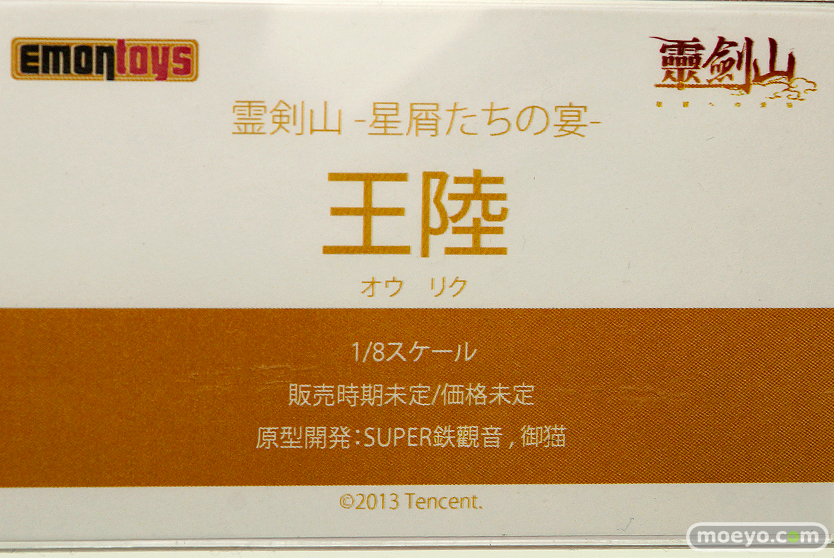 EMONtoys
靈劍山
霊剣山 -星屑たちの宴-
王陸
オウ リク
1/8スケール
販売時期未定/価格未定
原型開発:SUPER鉄觀音 , 御猫
©2013 Tencent.
moeyo.com